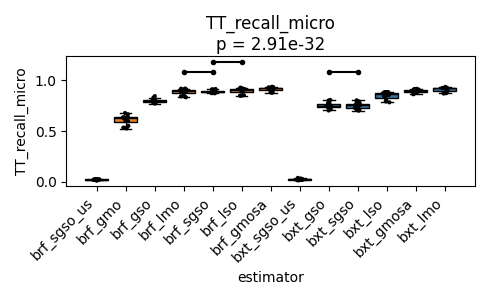 TT_recall_micro
p = 2.91e-32
TT_recall_micro
1.0
0.5
0.0
brf_sgso_us
brf_gmo
brf_gso
brf_lmo
brf_sgso
brf_lso
brf_gmosa
bxt_sgso_us
bxt_gso
bxt_sgso
bxt_lso
bxt_gmosa
bxt_lmo
estimator